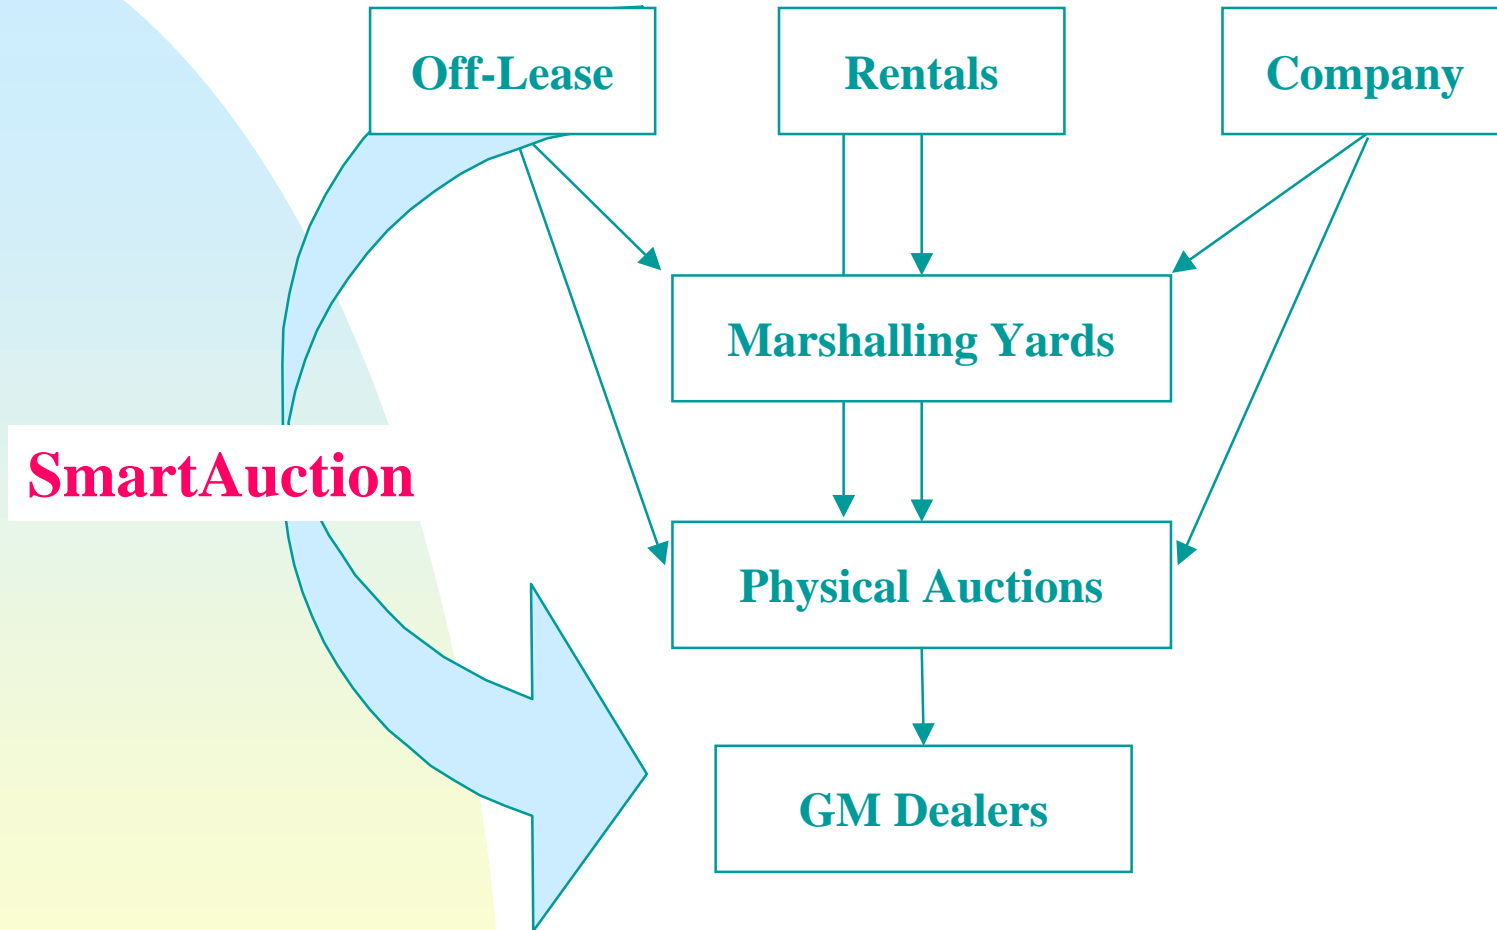 Off-Lease
Rentals
Company
Marshalling Yards
SmartAuction
Physical Auctions
GM Dealers